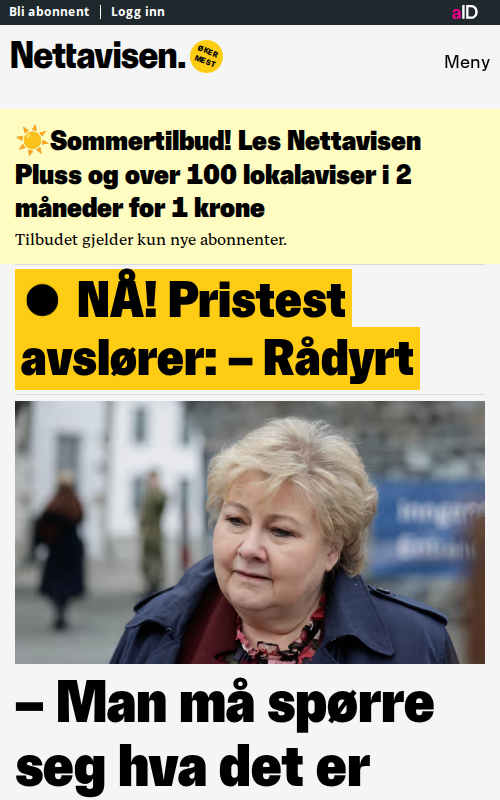 Bli abonnent | Logg inn
aID
Nettavisen.
ØKER
MEST
Meny
☀️Sommertilbud! Les Nettavisen
Pluss og over 100 lokalaviser i 2
måneder for 1 krone
Tilbudet gjelder kun nye abonnenter.
● NÅ! Pristest
avslører: – Rådyrt
– Man må spørre
seg hva det er